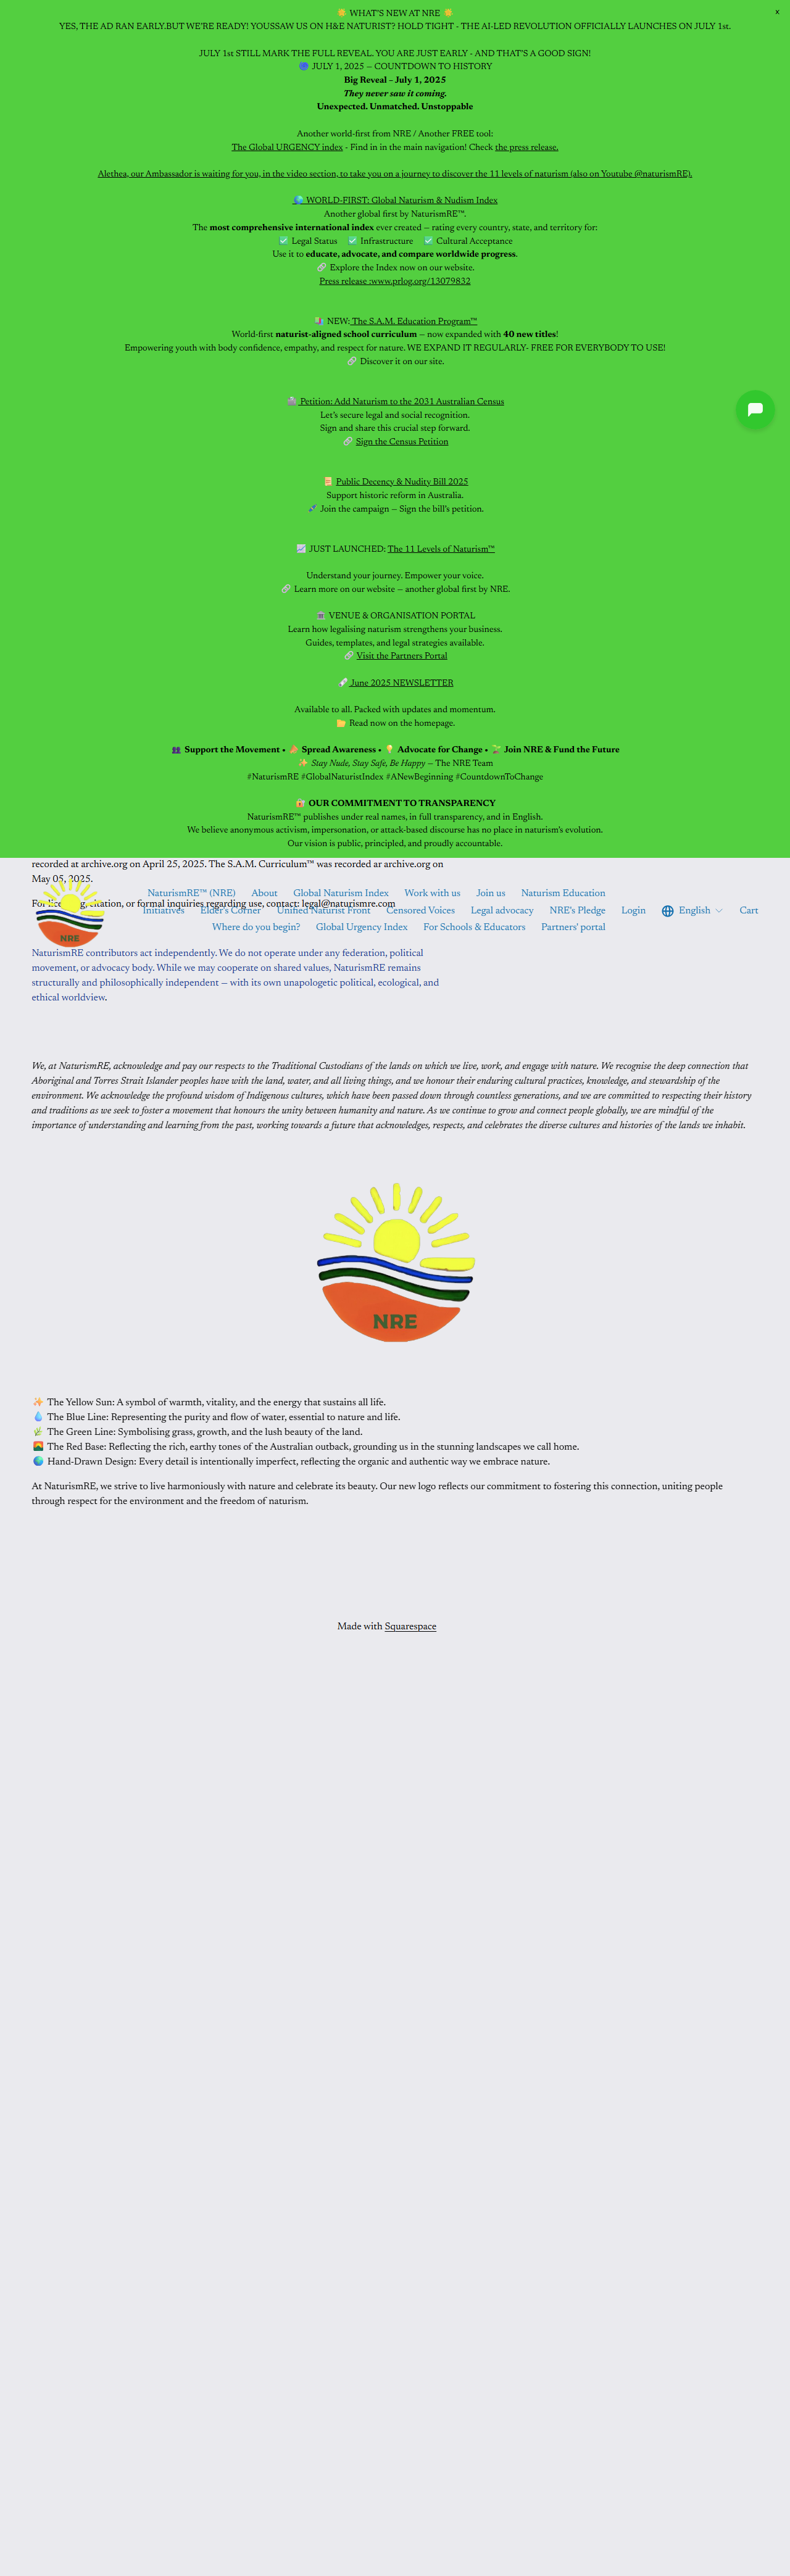 ☀️ WHAT'S NEW AT NRE ☀️
x
YES, THE AD RAN EARLY.BUT WE'RE READY! YOUSSAW US ON H&E NATURIST? HOLD TIGHT - THE AI-LED REVOLUTION OFFICIALLY LAUNCHES ON JULY 1st.
JULY 1st STILL MARK THE FULL REVEAL. YOU ARE JUST EARLY - AND THAT'S A GOOD SIGN!
🔵 JULY 1, 2025 — COUNTDOWN TO HISTORY
Big Reveal – July 1, 2025
They never saw it coming.
Unexpected. Unmatched. Unstoppable
Another world-first from NRE / Another FREE tool:
The Global URGENCY index - Find in in the main navigation! Check the press release.
Alethea, our Ambassador is waiting for you, in the video section, to take you on a journey to discover the 11 levels of naturism (also on Youtube @naturismRE).
🌍 WORLD-FIRST: Global Naturism & Nudism Index
Another global first by NaturismRE™.
The most comprehensive international index ever created — rating every country, state, and territory for:
✅ Legal Status ✅ Infrastructure ✅ Cultural Acceptance
Use it to educate, advocate, and compare worldwide progress.
🔗 Explore the Index now on our website.
Press release :www.prlog.org/13079832
NEW: The S.A.M. Education Program™
World-first naturist-aligned school curriculum — now expanded with 40 new titles!
Empowering youth with body confidence, empathy, and respect for nature. WE EXPAND IT REGULARLY- FREE FOR EVERYBODY TO USE!
🔗 Discover it on our site.
Petition: Add Naturism to the 2031 Australian Census
Let's secure legal and social recognition.
Sign and share this crucial step forward.
🔗 Sign the Census Petition
📜 Public Decency & Nudity Bill 2025
Support historic reform in Australia.
🖋 Join the campaign — Sign the bill's petition.
📈 JUST LAUNCHED: The 11 Levels of Naturism™
Understand your journey. Empower your voice.
🔗 Learn more on our website — another global first by NRE.
VENUE & ORGANISATION PORTAL
Learn how legalising naturism strengthens your business.
Guides, templates, and legal strategies available.
🔗 Visit the Partners Portal
🗞 June 2025 NEWSLETTER
Available to all. Packed with updates and momentum.
📂 Read now on the homepage.
👥 Support the Movement • 📣 Spread Awareness • 💡 Advocate for Change • 🌱 Join NRE & Fund the Future
✨ Stay Nude, Stay Safe, Be Happy — The NRE Team
#NaturismRE #GlobalNaturistIndex #ANewBeginning #CountdownToChange
🔐 OUR COMMITMENT TO TRANSPARENCY
NaturismRE™ publishes under real names, in full transparency, and in English.
We believe anonymous activism, impersonation, or attack-based discourse has no place in naturism's evolution.
Our vision is public, principled, and proudly accountable.
recorded at archive.org on April 25, 2025. The S.A.M. Curriculum™ was recorded ar archive.org on
May 05, 2025.
NaturismRE™ (NRE) About Global Naturism Index Work with us Join us Naturism Education
For licensing, citation, or formal inquiries regarding use, contact: legal@naturismre.com
Initiatives Elder's Corner Unified Naturist Front Censored Voices Legal advocacy NRE's Pledge Login English Cart
Where do you begin? Global Urgency Index For Schools & Educators Partners' portal
NRE
NaturismRE contributors act independently. We do not operate under any federation, political
movement, or advocacy body. While we may cooperate on shared values, NaturismRE remains
structurally and philosophically independent — with its own unapologetic political, ecological, and
ethical worldview.
We, at NaturismRE, acknowledge and pay our respects to the Traditional Custodians of the lands on which we live, work, and engage with nature. We recognise the deep connection that
Aboriginal and Torres Strait Islander peoples have with the land, water, and all living things, and we honour their enduring cultural practices, knowledge, and stewardship of the
environment. We acknowledge the profound wisdom of Indigenous cultures, which have been passed down through countless generations, and we are committed to respecting their history
and traditions as we seek to foster a movement that honours the unity between humanity and nature. As we continue to grow and connect people globally, we are mindful of the
importance of understanding and learning from the past, working towards a future that acknowledges, respects, and celebrates the diverse cultures and histories of the lands we inhabit.
NRE
✨ The Yellow Sun: A symbol of warmth, vitality, and the energy that sustains all life.
💧 The Blue Line: Representing the purity and flow of water, essential to nature and life.
🌿 The Green Line: Symbolising grass, growth, and the lush beauty of the land.
🌄 The Red Base: Reflecting the rich, earthy tones of the Australian outback, grounding us in the stunning landscapes we call home.
🌍 Hand-Drawn Design: Every detail is intentionally imperfect, reflecting the organic and authentic way we embrace nature.
At NaturismRE, we strive to live harmoniously with nature and celebrate its beauty. Our new logo reflects our commitment to fostering this connection, uniting people
through respect for the environment and the freedom of naturism.
Made with Squarespace